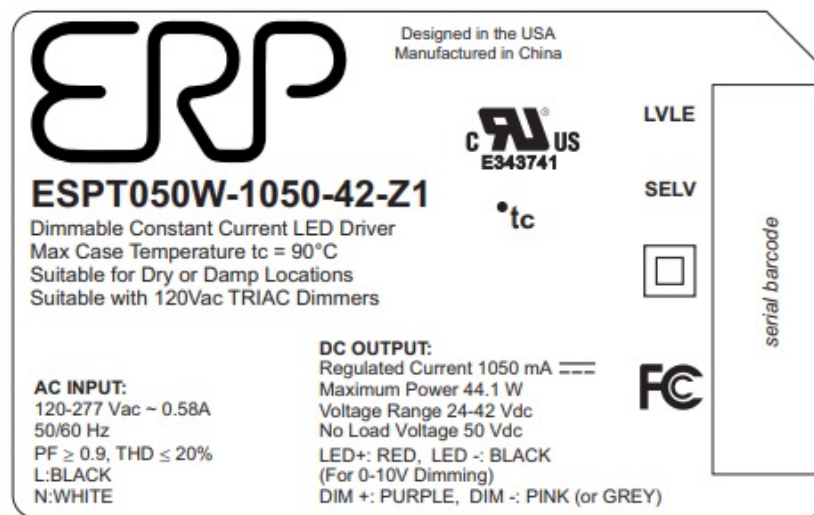 ERP
Designed in the USA
Manufactured in China
C RU ® US
E343741
LVLE
ESPT050W-1050-42-Z1
SELV
•tc
Dimmable Constant Current LED Driver
Max Case Temperature tc = 90°C
Suitable for Dry or Damp Locations
Suitable with 120Vac TRIAC Dimmers
serial barcode
AC INPUT:
120-277 Vac ~ 0.58A
50/60 Hz
PF ≥ 0.9, THD ≤ 20%
L:BLACK
N:WHITE
DC OUTPUT:
Regulated Current 1050 mA
Maximum Power 44.1 W
Voltage Range 24-42 Vdc
No Load Voltage 50 Vdc
LED+: RED, LED -: BLACK
(For 0-10V Dimming)
DIM +: PURPLE, DIM -: PINK (or GREY)
FC